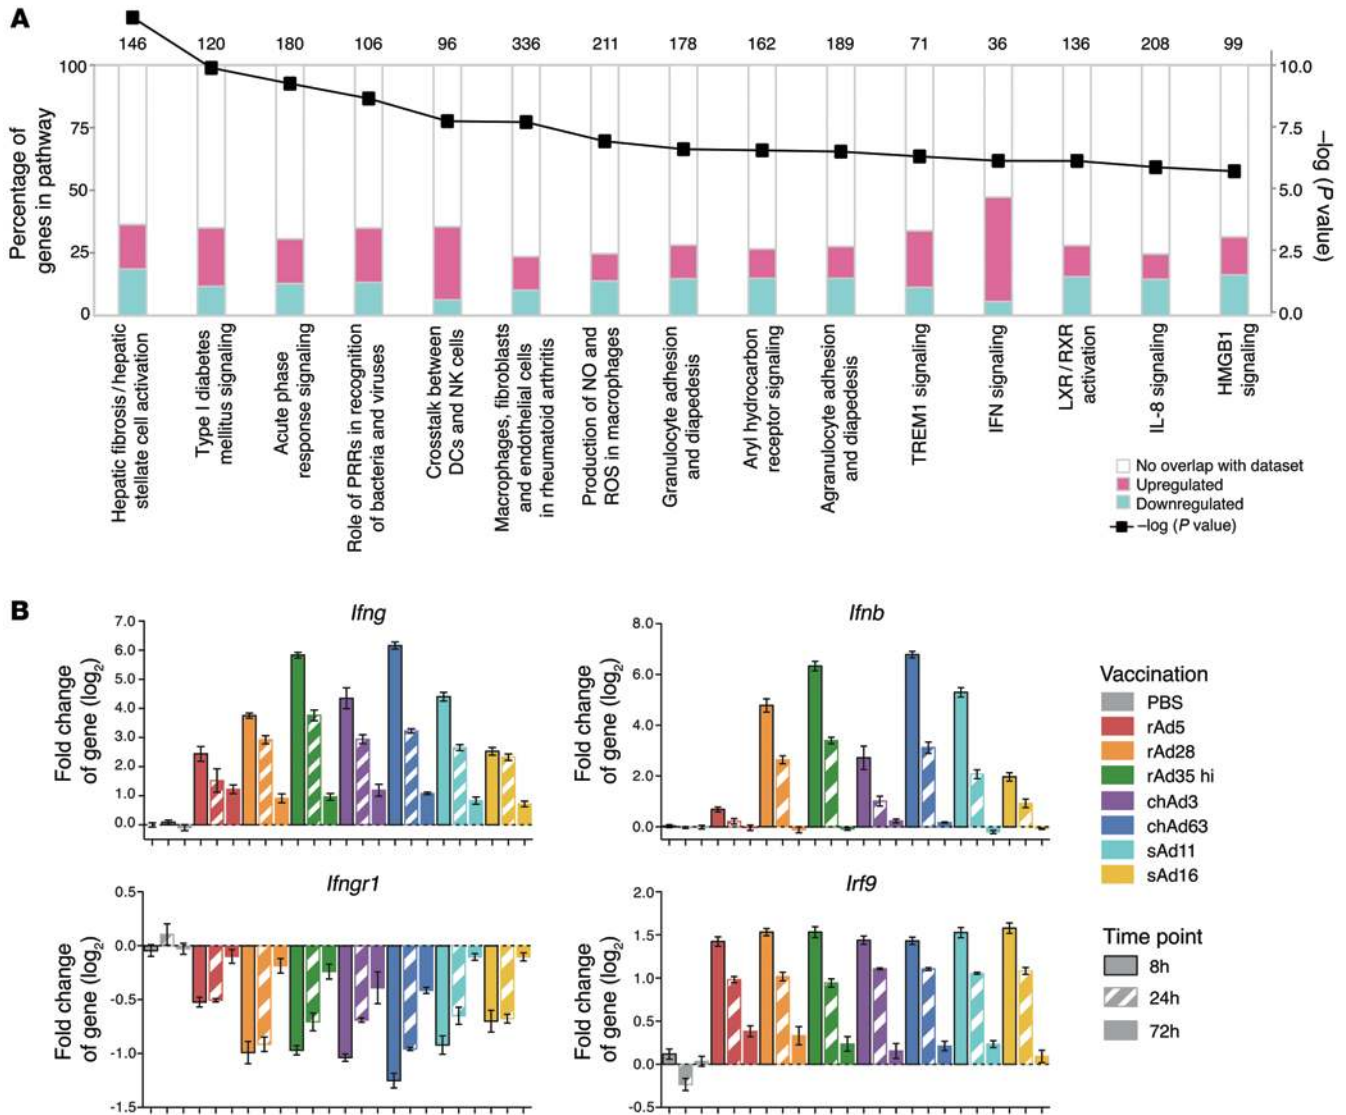 A
146 120 180 106 96 336 211 178 162 189 71 36 136 208 99
100
75
50
25
0
Percentage of
genes in pathway
10.0
7.5
5.0
2.5
0.0
–log (P value)
Hepatic fibrosis / hepatic
stellate cell activation
Type I diabetes
mellitus signaling
Acute phase
response signaling
Role of PRRs in recognition
of bacteria and viruses
Crosstalk between
DCs and NK cells
Macrophages, fibroblasts
and endothelial cells
in rheumatoid arthritis
Production of NO and
ROS in macrophages
Granulocyte adhesion
and diapedesis
Aryl hydrocarbon
receptor signaling
Agranulocyte adhesion
and diapedesis
TREM1 signaling
IFN signaling
LXR / RXR
activation
IL-8 signaling
HMGB1
signaling
No overlap with dataset
Upregulated
Downregulated
–log (P value)
B
Ifng
Fold change
of gene (log2)
7.0
6.0
5.0
4.0
3.0
2.0
1.0
0.0
Ifnb
Fold change
of gene (log2)
8.0
6.0
4.0
2.0
0.0
Ifngr1
Fold change
of gene (log2)
0.5
0.0
-0.5
-1.0
-1.5
Irf9
Fold change
of gene (log2)
2.0
1.5
1.0
0.5
0.0
-0.5
Vaccination
PBS
rAd5
rAd28
rAd35 hi
chAd3
chAd63
sAd11
sAd16
Time point
8h
24h
72h